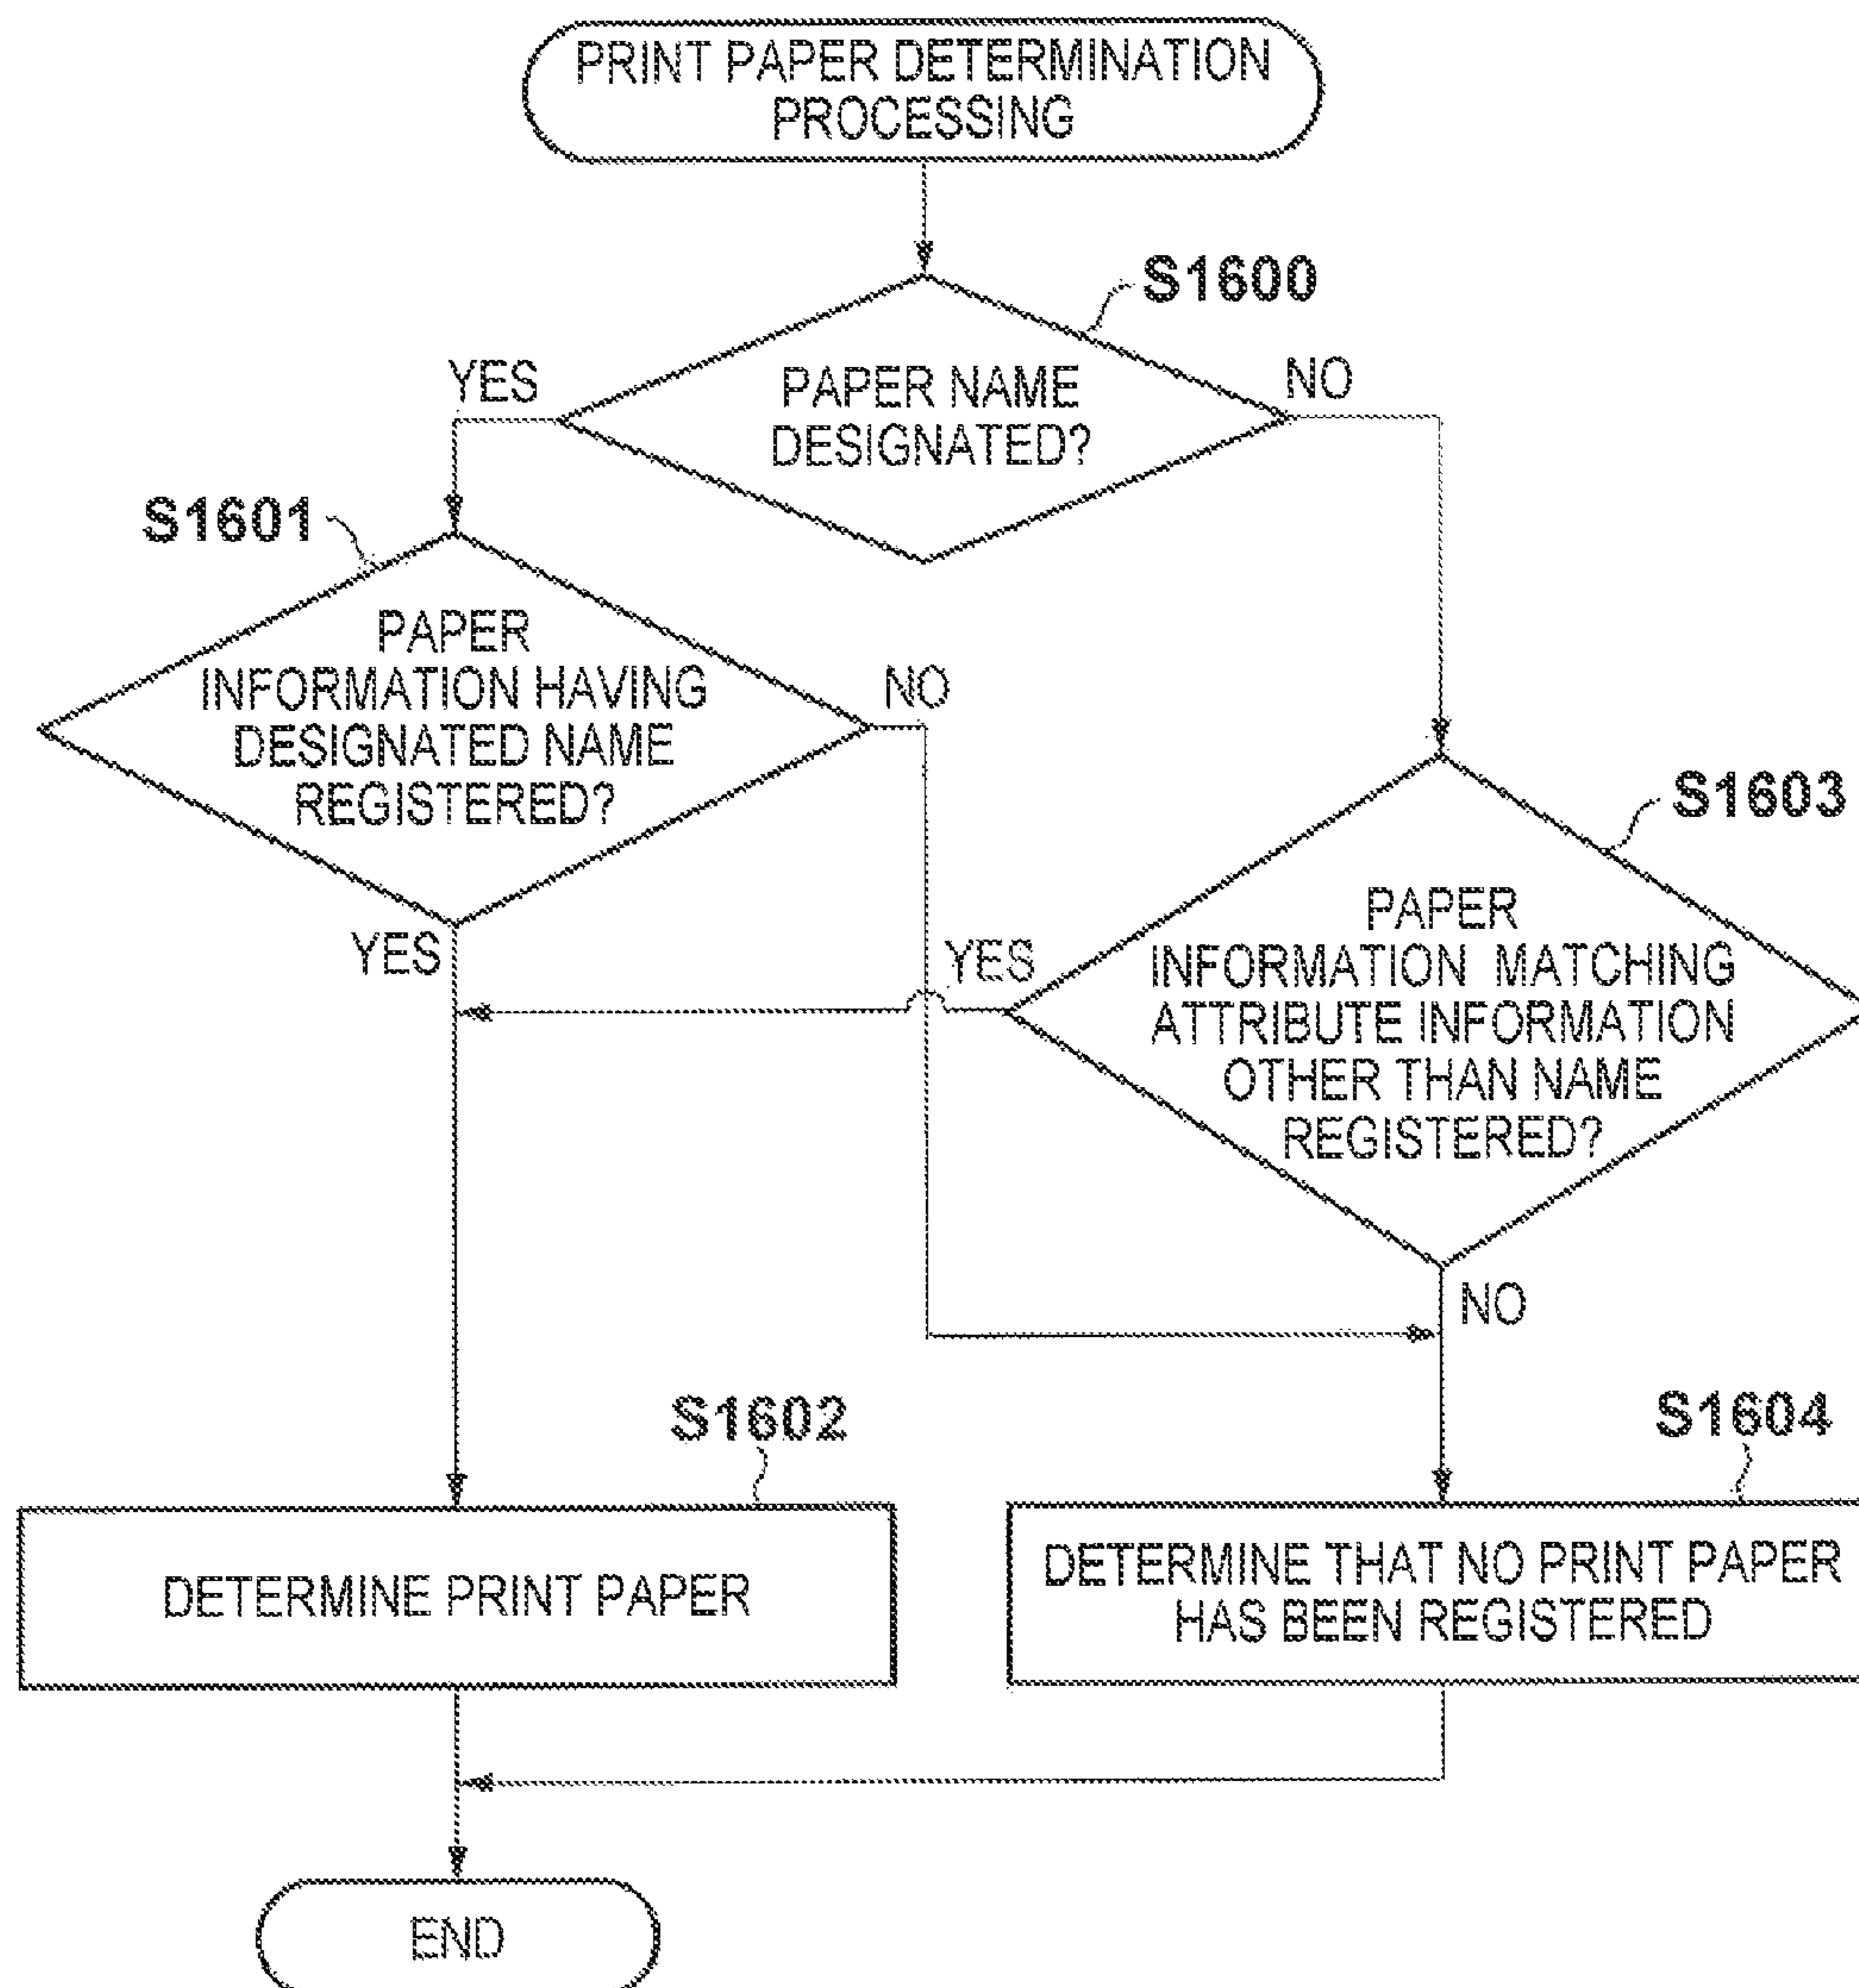 PRINT PAPER DETERMINATION
PROCESSING
S1600
YES
NO
PAPER NAME
DESIGNATED?
S1601
PAPER
INFORMATION HAVING
DESIGNATED NAME
REGISTERED?
NO
YES
S1603
PAPER
INFORMATION MATCHING
ATTRIBUTE INFORMATION
OTHER THAN NAME
REGISTERED?
YES
NO
S1602
DETERMINE PRINT PAPER
S1604
DETERMINE THAT NO PRINT PAPER
HAS BEEN REGISTERED
END